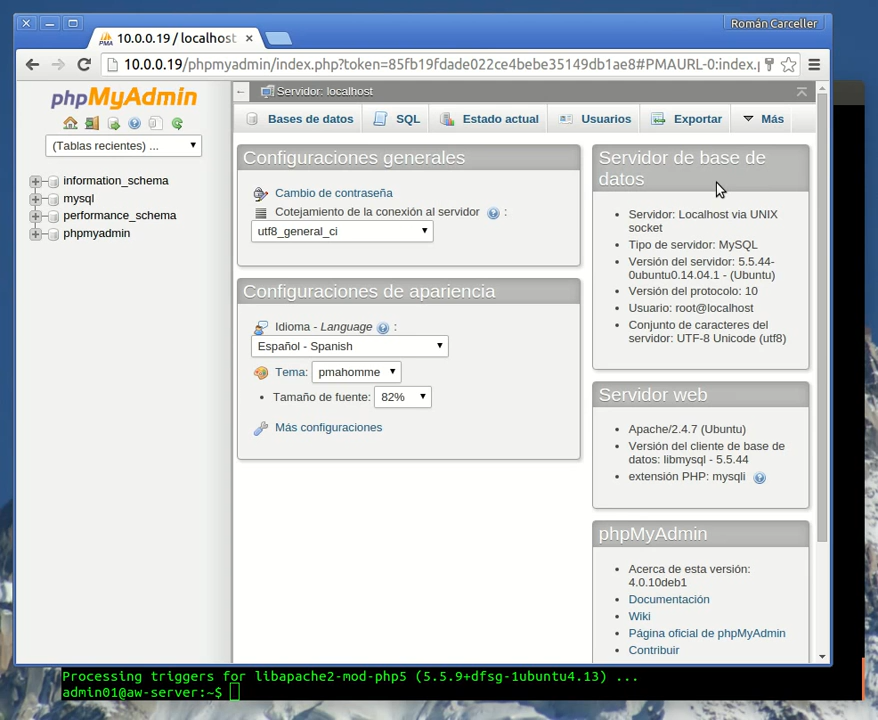 Román Carceller
10.0.0.19 / localhost
10.0.0.19/phpmyadmin/index.php?token=85fb19fdade022ce4bebe35149db1ae8#PMAURL-0:index.p
phpMyAdmin
(Tablas recientes) ...
information_schema
mysql
performance_schema
phpmyadmin
Servidor: localhost
Bases de datos
SQL
Estado actual
Usuarios
Exportar
Más
Configuraciones generales
Cambio de contraseña
Cotejamiento de la conexión al servidor :
utf8_general_ci
Configuraciones de apariencia
Idioma - Language :
Español - Spanish
Tema: pmahomme
• Tamaño de fuente: 82%
Más configuraciones
Servidor de base de
datos
• Servidor: Localhost via UNIX
socket
• Tipo de servidor: MySQL
• Versión del servidor: 5.5.44-
0ubuntu0.14.04.1 - (Ubuntu)
• Versión del protocolo: 10
• Usuario: root@localhost
• Conjunto de caracteres del
servidor: UTF-8 Unicode (utf8)
Servidor web
• Apache/2.4.7 (Ubuntu)
• Versión del cliente de base de
datos: libmysql - 5.5.44
• extensión PHP: mysqli
phpMyAdmin
• Acerca de esta versión:
4.0.10deb1
• Documentación
• Wiki
• Página oficial de phpMyAdmin
• Contribuir
Processing triggers for libapache2-mod-php5 (5.5.9+dfsg-1ubuntu4.13) ...
admin01@aw-server:~$